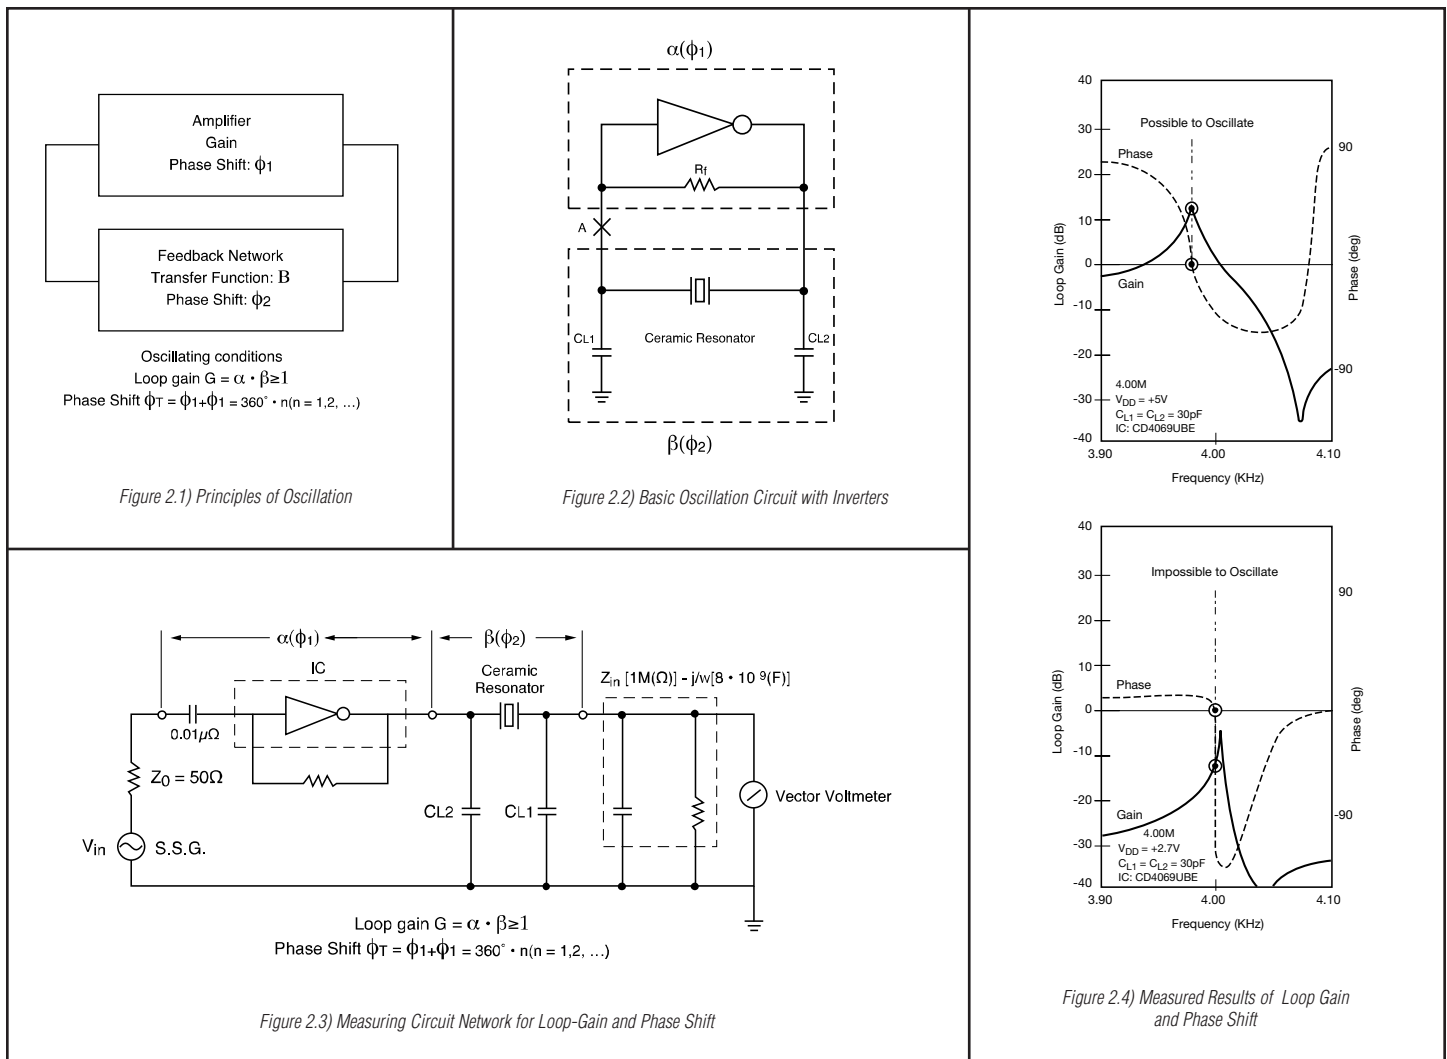 Amplifier
Gain
Phase Shift: ϕ1
Feedback Network
Transfer Function: B
Phase Shift: ϕ2
Oscillating conditions
Loop gain G = α • β≥1
Phase Shift ϕT = ϕ1+ϕ1 = 360° • n(n = 1,2, …)
Figure 2.1) Principles of Oscillation
α(ϕ1)
Rf
A
CL1
Ceramic Resonator
CL2
β(ϕ2)
Figure 2.2) Basic Oscillation Circuit with Inverters
α(ϕ1)
β(ϕ2)
IC
Ceramic
Resonator
Zin [1M(Ω)] - j/w[8 • 10 9(F)]
0.01µΩ
Z0 = 50Ω
CL2
CL1
Vector Voltmeter
Vin
S.S.G.
Loop gain G = α • β≥1
Phase Shift ϕT = ϕ1+ϕ1 = 360° • n(n = 1,2, …)
Figure 2.3) Measuring Circuit Network for Loop-Gain and Phase Shift
40
30
20
10
0
-10
-20
-30
-40
Loop Gain (dB)
Possible to Oscillate
Phase
Gain
90
-90
Phase (deg)
4.00M
VDD = +5V
CL1 = CL2 = 30pF
IC: CD4069UBE
3.90
4.00
4.10
Frequency (KHz)
40
30
20
10
0
-10
-20
-30
-40
Loop Gain (dB)
Impossible to Oscillate
Phase
Gain
90
-90
Phase (deg)
4.00M
VDD = +2.7V
CL1 = CL2 = 30pF
IC: CD4069UBE
3.90
4.00
4.10
Frequency (KHz)
Figure 2.4) Measured Results of Loop Gain
and Phase Shift